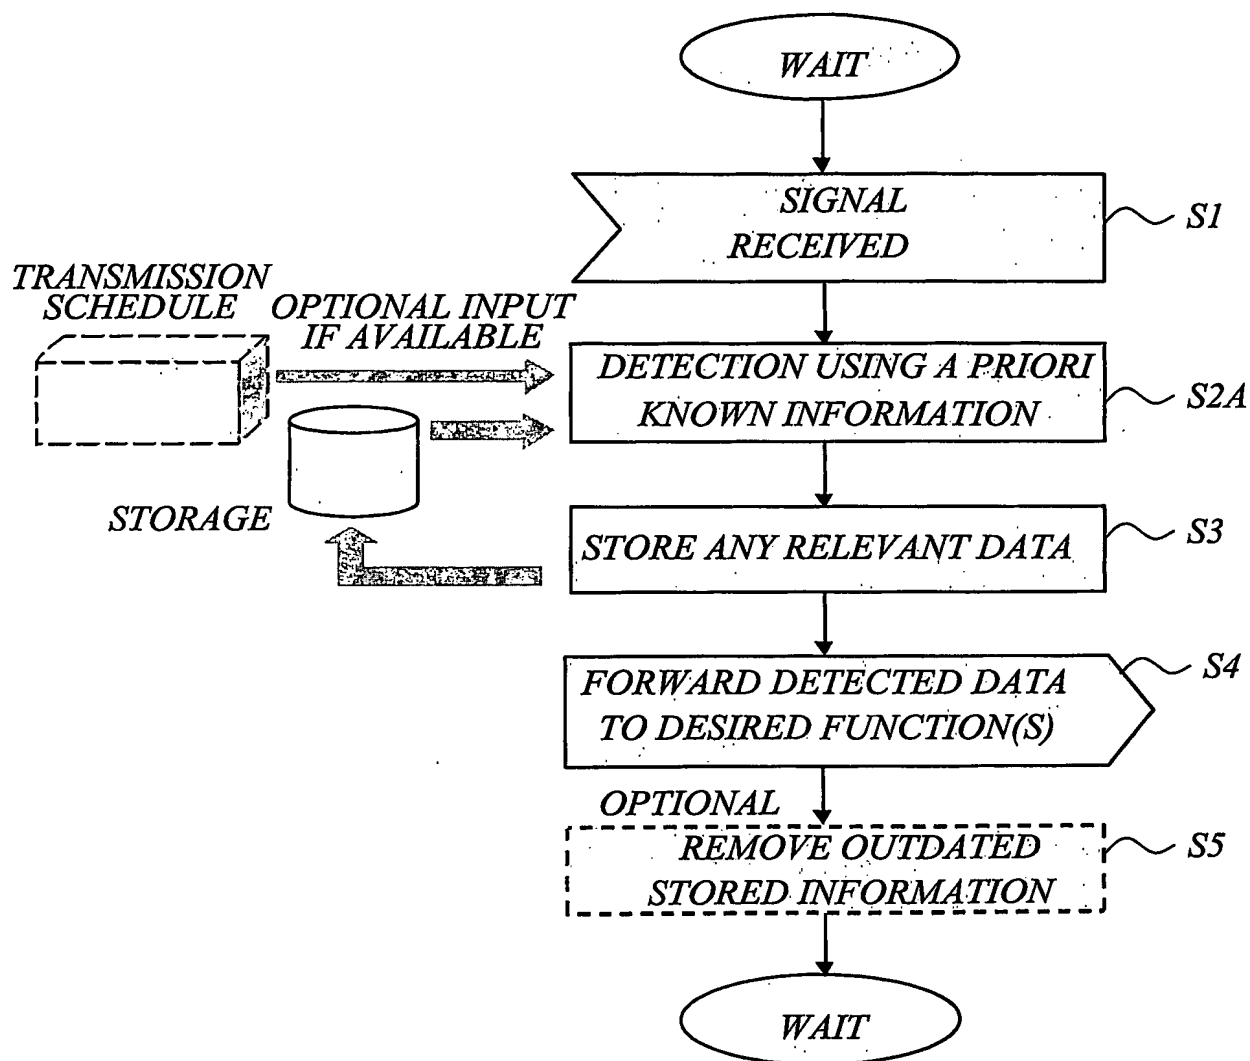 WAIT
SIGNAL
RECEIVED
S1
TRANSMISSION
SCHEDULE
OPTIONAL INPUT
IF AVAILABLE
DETECTION USING A PRIORI
KNOWN INFORMATION
S2A
STORAGE
STORE ANY RELEVANT DATA
S3
FORWARD DETECTED DATA
TO DESIRED FUNCTION(S)
S4
OPTIONAL
REMOVE OUTDATED
STORED INFORMATION
S5
WAIT